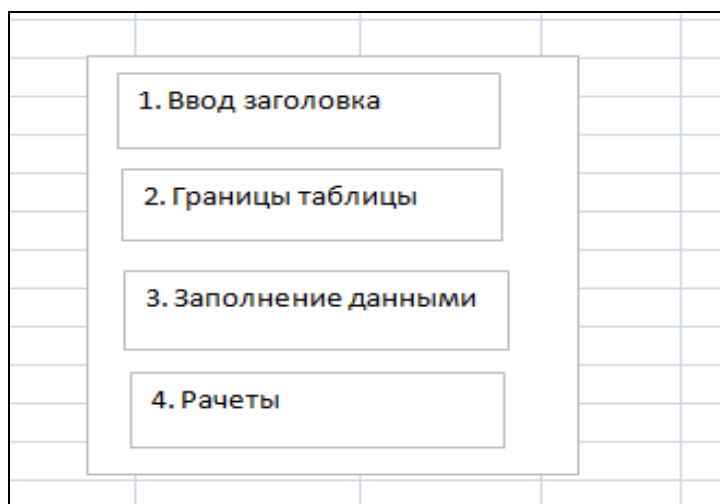 1. Ввод заголовка
2. Границы таблицы
3. Заполнение данными
4. Рачеты